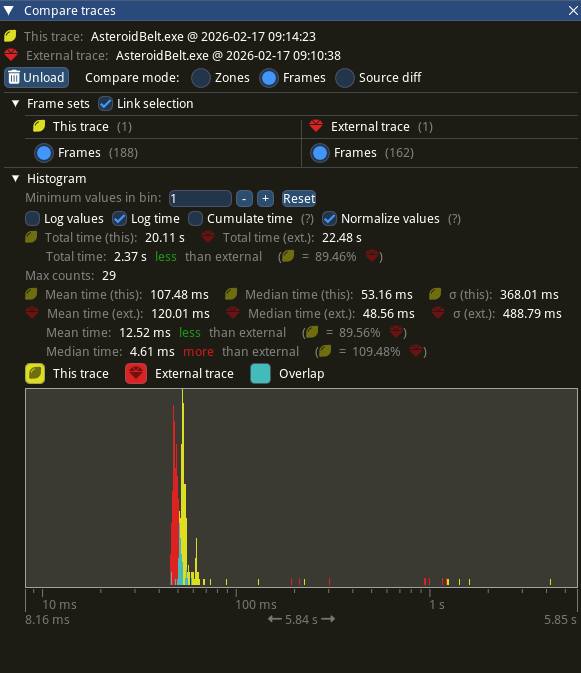 Compare traces
This trace: AsteroidBelt.exe @ 2026-02-17 09:14:23
External trace: AsteroidBelt.exe @ 2026-02-17 09:10:38
Unload Compare mode: Zones Frames Source diff
Frame sets Link selection
This trace (1) External trace (1)
Frames (188) Frames (162)
Histogram
Minimum values in bin: 1 - + Reset
Log values Log time Cumulate time (?) Normalize values (?)
Total time (this): 20.11 s Total time (ext.): 22.48 s
Total time: 2.37 s less than external ( = 89.46% )
Max counts: 29
Mean time (this): 107.48 ms Median time (this): 53.16 ms σ (this): 368.01 ms
Mean time (ext.): 120.01 ms Median time (ext.): 48.56 ms σ (ext.): 488.79 ms
Mean time: 12.52 ms less than external ( = 89.56% )
Median time: 4.61 ms more than external ( = 109.48% )
This trace External trace Overlap
10 ms 100 ms 1 s
8.16 ms 5.84 s 5.85 s